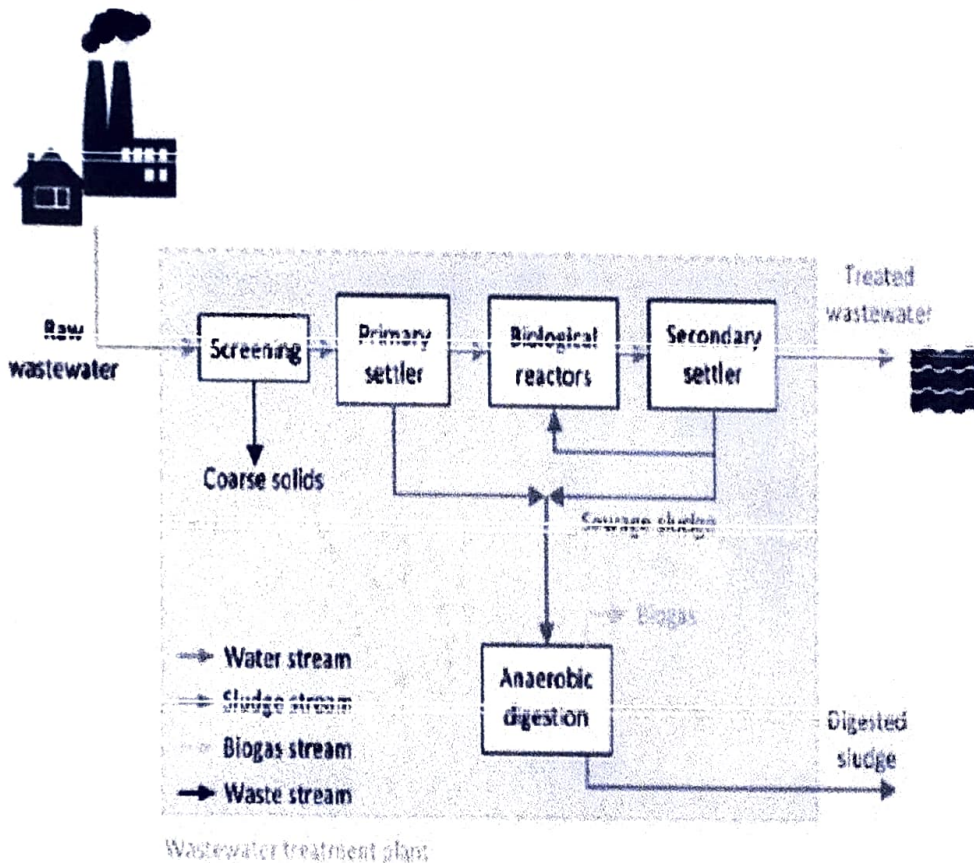 Raw
wastewater
Screening
Primary
settler
Biological
reactors
Secondary
settler
Treated
wastewater
Coarse solids
Sewage sludge
Biogas
Anaerobic
digestion
Water stream
Sludge stream
Biogas stream
Waste stream
Digested
sludge
Wastewater treatment plant